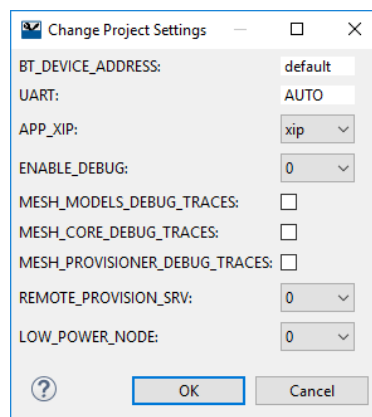 Change Project Settings
BT_DEVICE_ADDRESS: default
UART: AUTO
APP_XIP: xip
ENABLE_DEBUG: 0
MESH_MODELS_DEBUG_TRACES:
MESH_CORE_DEBUG_TRACES:
MESH_PROVISIONER_DEBUG_TRACES:
REMOTE_PROVISION_SRV: 0
LOW_POWER_NODE: 0
? OK Cancel